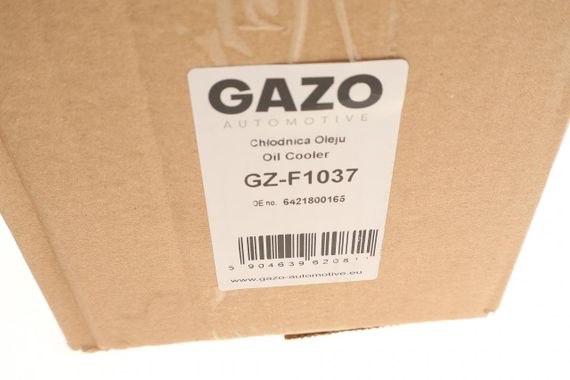 GAZO
AUTOMOTIVE
Chłodnica Oleju
Oil Cooler
GZ-F1037
OE no. 6421800165
5 904639 620811
www.gazo-automotive.eu